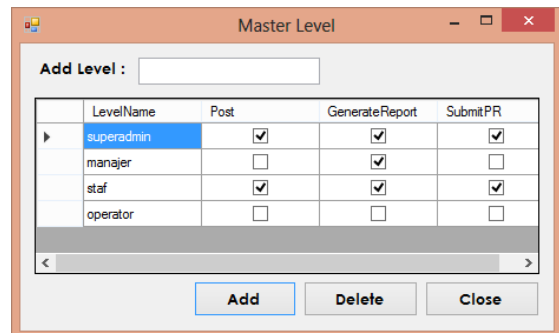 Master Level
Add Level :
LevelName Post GenerateReport SubmitPR
superadmin
manajer
staf
operator
Add Delete Close